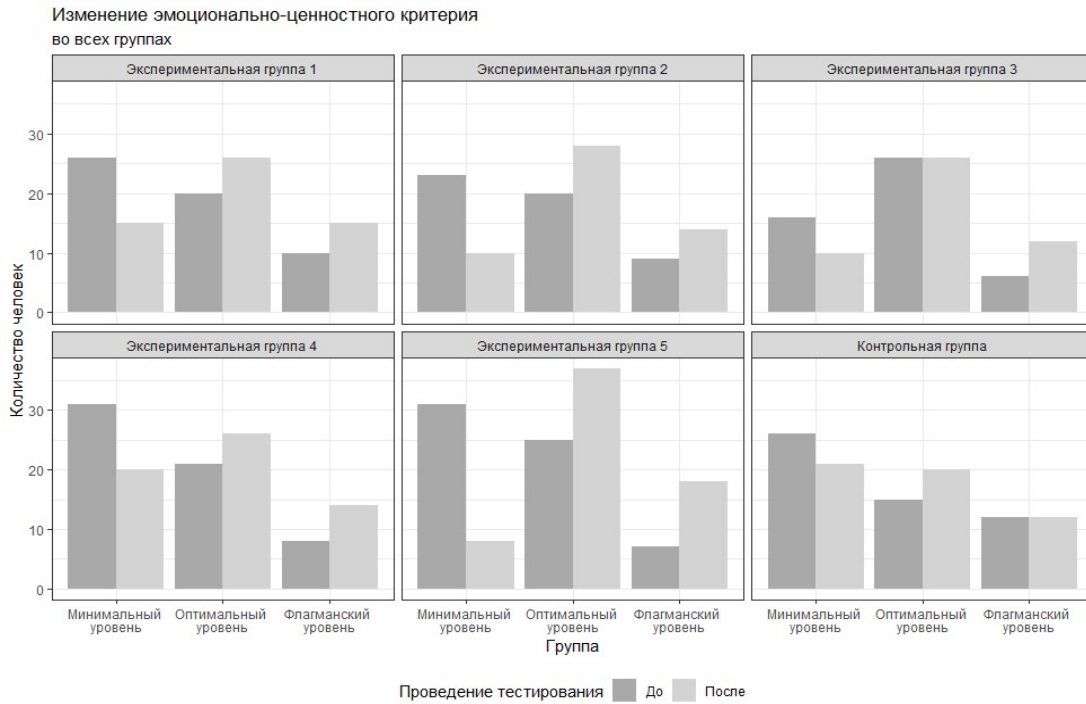 Изменение эмоционально-ценностного критерия
во всех группах
Экспериментальная группа 1
Экспериментальная группа 2
Экспериментальная группа 3
30
20
10
0
Количество человек
Экспериментальная группа 4
Экспериментальная группа 5
Контрольная группа
30
20
10
0
Минимальный
уровень
Оптимальный
уровень
Флагманский
уровень
Минимальный
уровень
Оптимальный
уровень
Флагманский
уровень
Минимальный
уровень
Оптимальный
уровень
Флагманский
уровень
Группа
Проведение тестирования До После